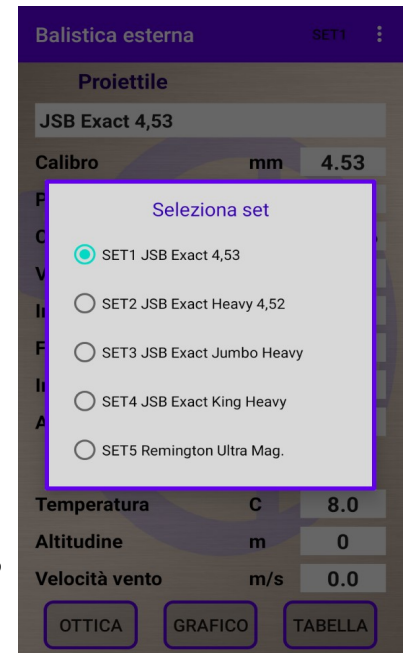 Balistica esterna SET1
Proiettile
JSB Exact 4,53
Calibro mm 4.53
Seleziona set
SET1 JSB Exact 4,53
SET2 JSB Exact Heavy 4,52
SET3 JSB Exact Jumbo Heavy
SET4 JSB Exact King Heavy
SET5 Remington Ultra Mag.
Temperatura C 8.0
Altitudine m 0
Velocità vento m/s 0.0
OTTICA GRAFICO TABELLA